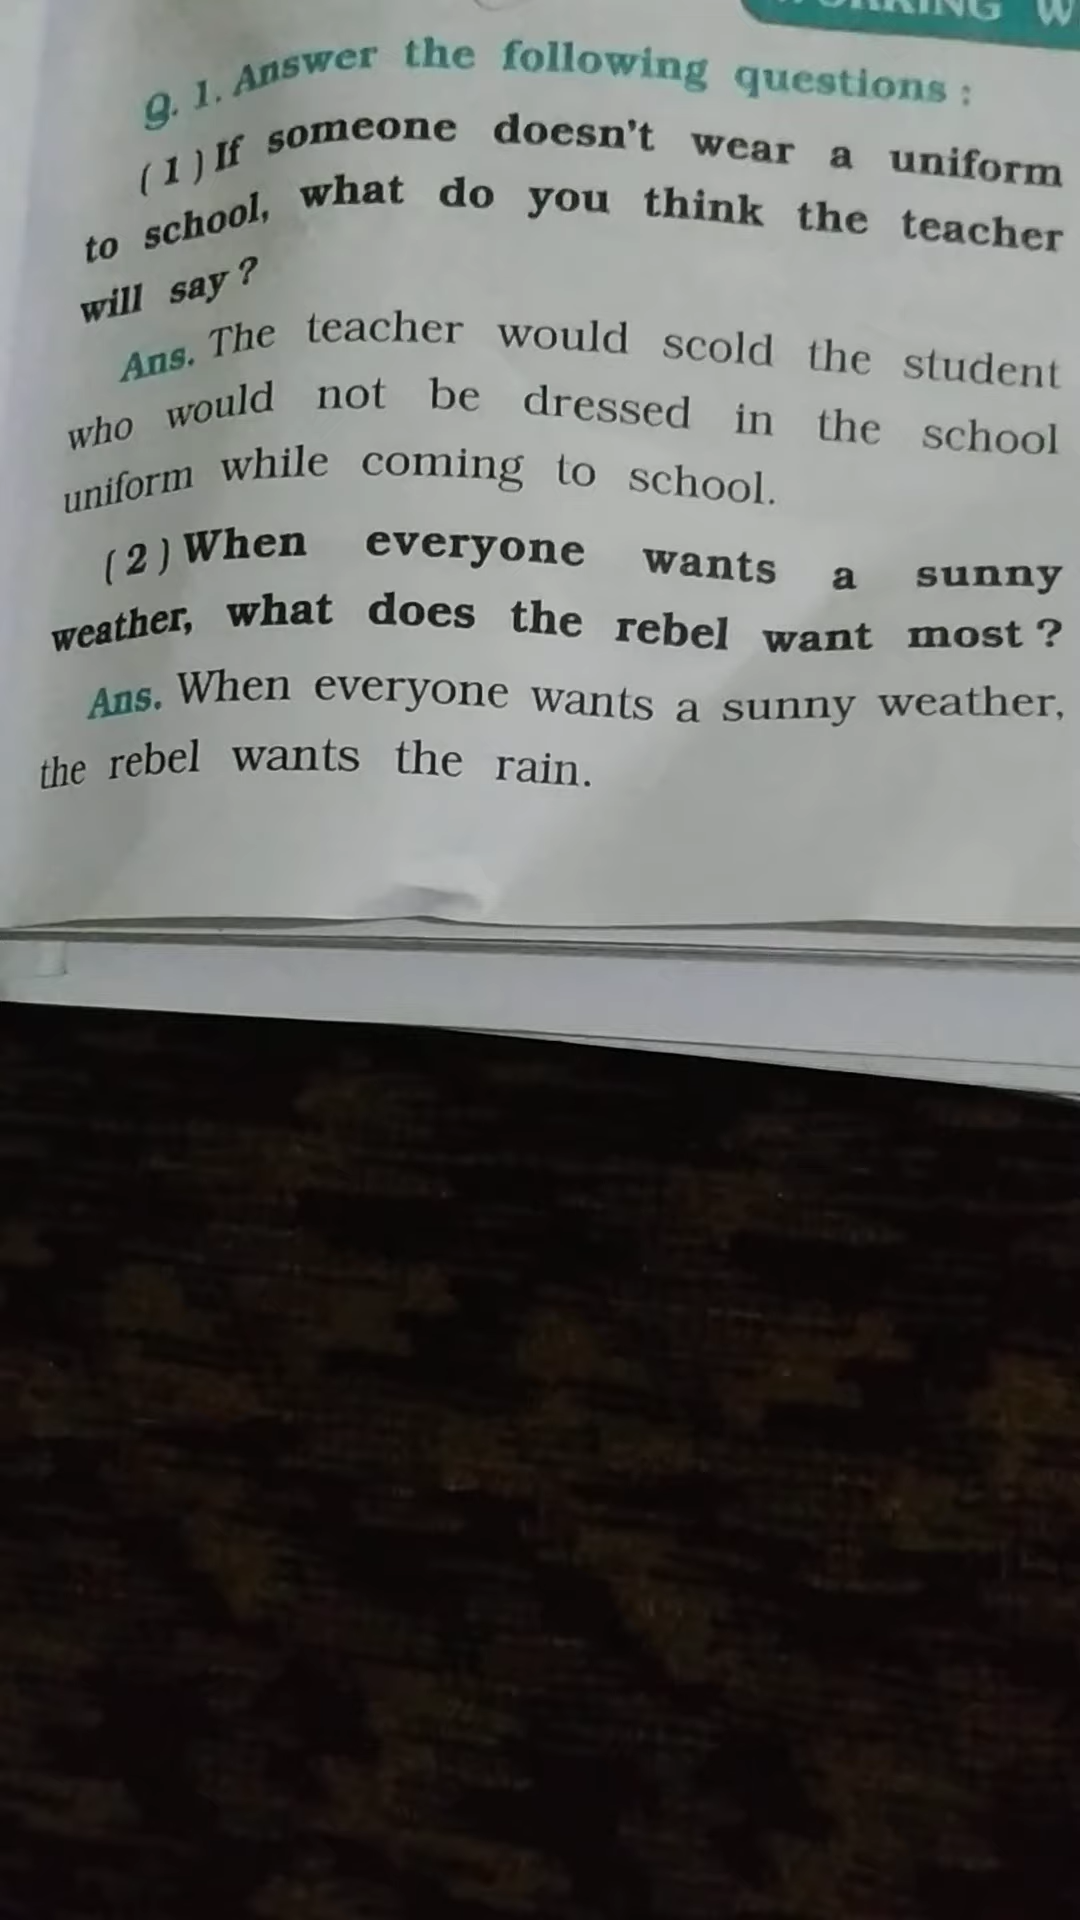 Q. 1. Answer the following questions :
(1) If someone doesn't wear a uniform
to school, what do you think the teacher
will say ?
Ans. The teacher would scold the student
who would not be dressed in the school
uniform while coming to school.
(2) When everyone wants a sunny
weather, what does the rebel want most ?
Ans. When everyone wants a sunny weather,
the rebel wants the rain.